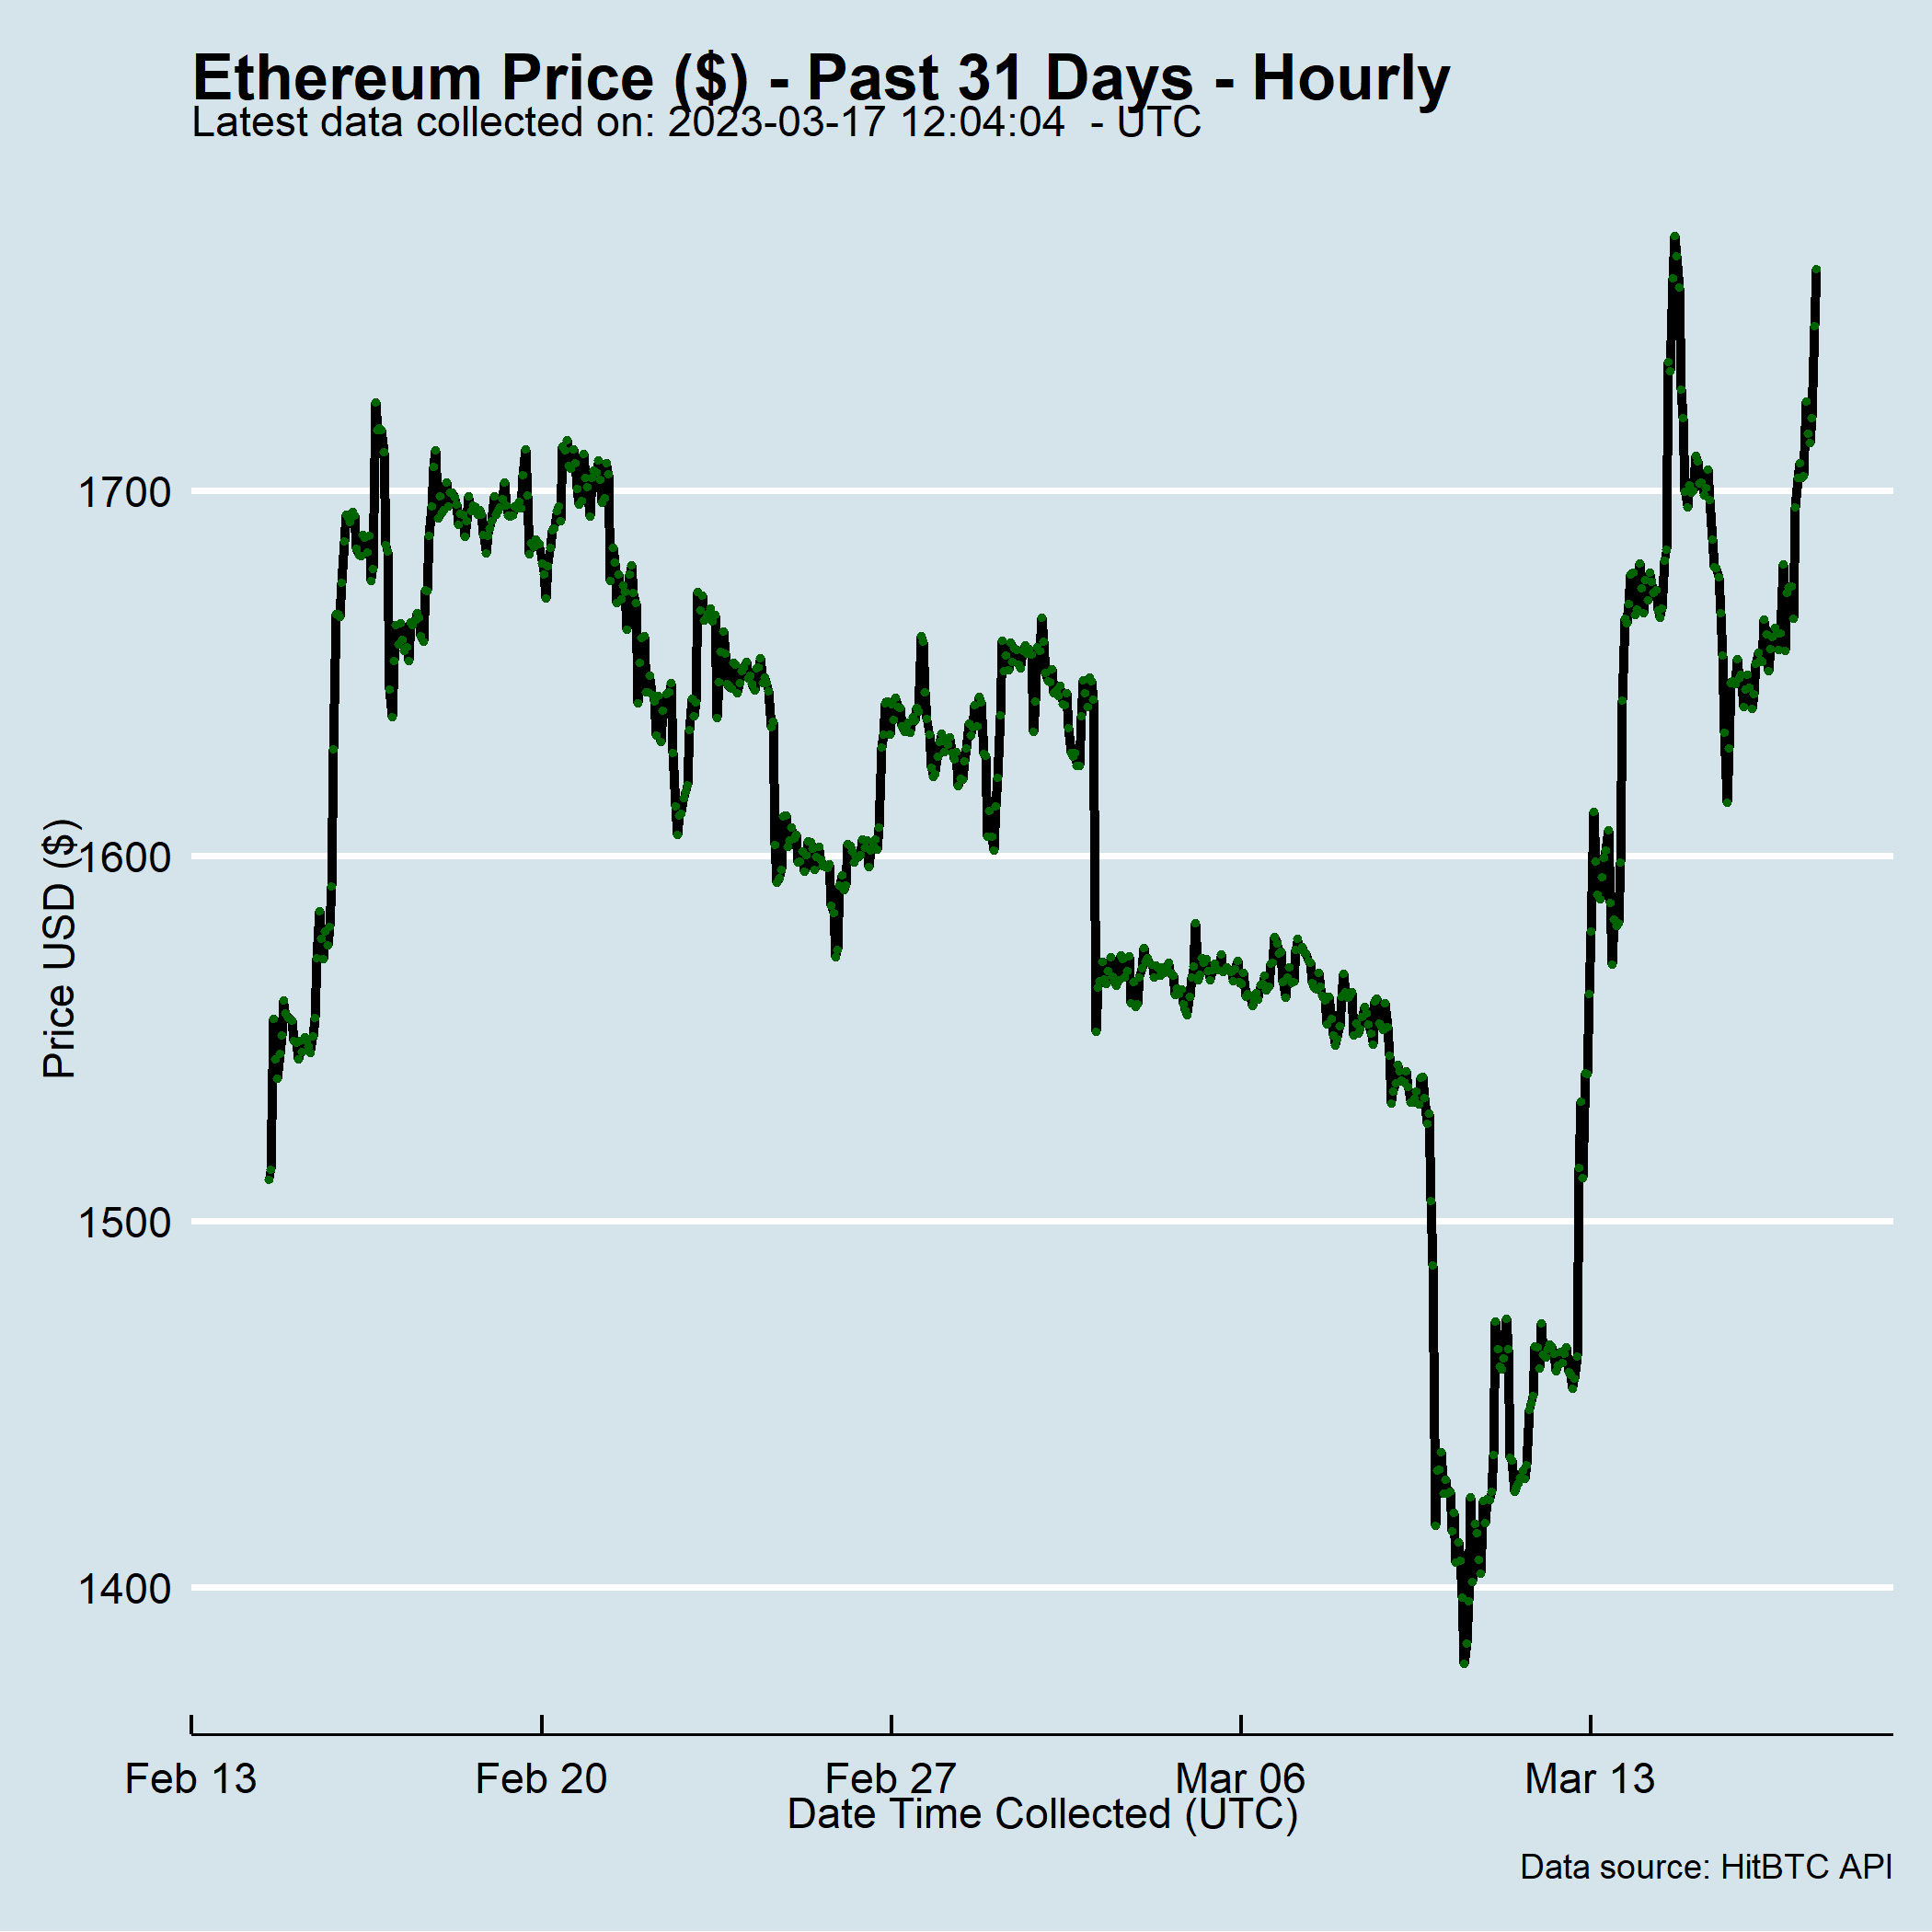 Ethereum Price ($) - Past 31 Days - Hourly
Latest data collected on: 2023-03-17 12:04:04  - UTC
Price USD ($)
1700
1600
1500
1400
Feb 13
Feb 20
Feb 27
Mar 06
Mar 13
Date Time Collected (UTC)
Data source: HitBTC API